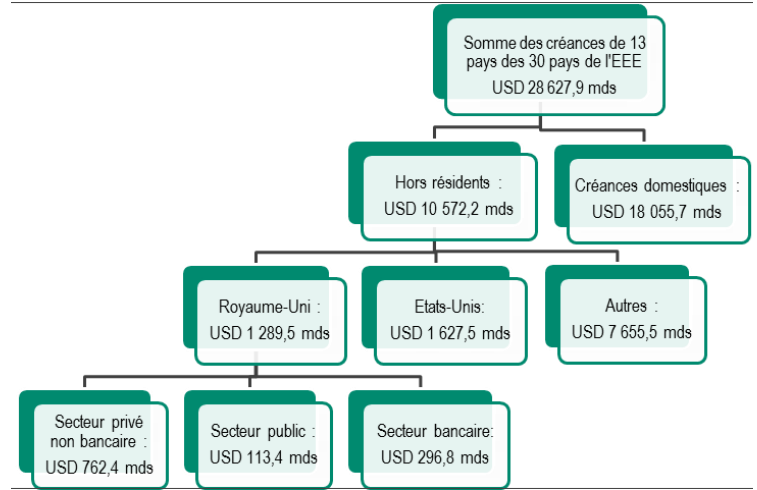 Somme des créances de 13
pays des 30 pays de l'EEE
USD 28 627,9 mds
Hors résidents :
USD 10 572,2 mds
Créances domestiques :
USD 18 055,7 mds
Royaume-Uni :
USD 1 289,5 mds
Etats-Unis:
USD 1 627,5 mds
Autres :
USD 7 655,5 mds
Secteur privé
non bancaire :
USD 762,4 mds
Secteur public :
USD 113,4 mds
Secteur bancaire:
USD 296,8 mds